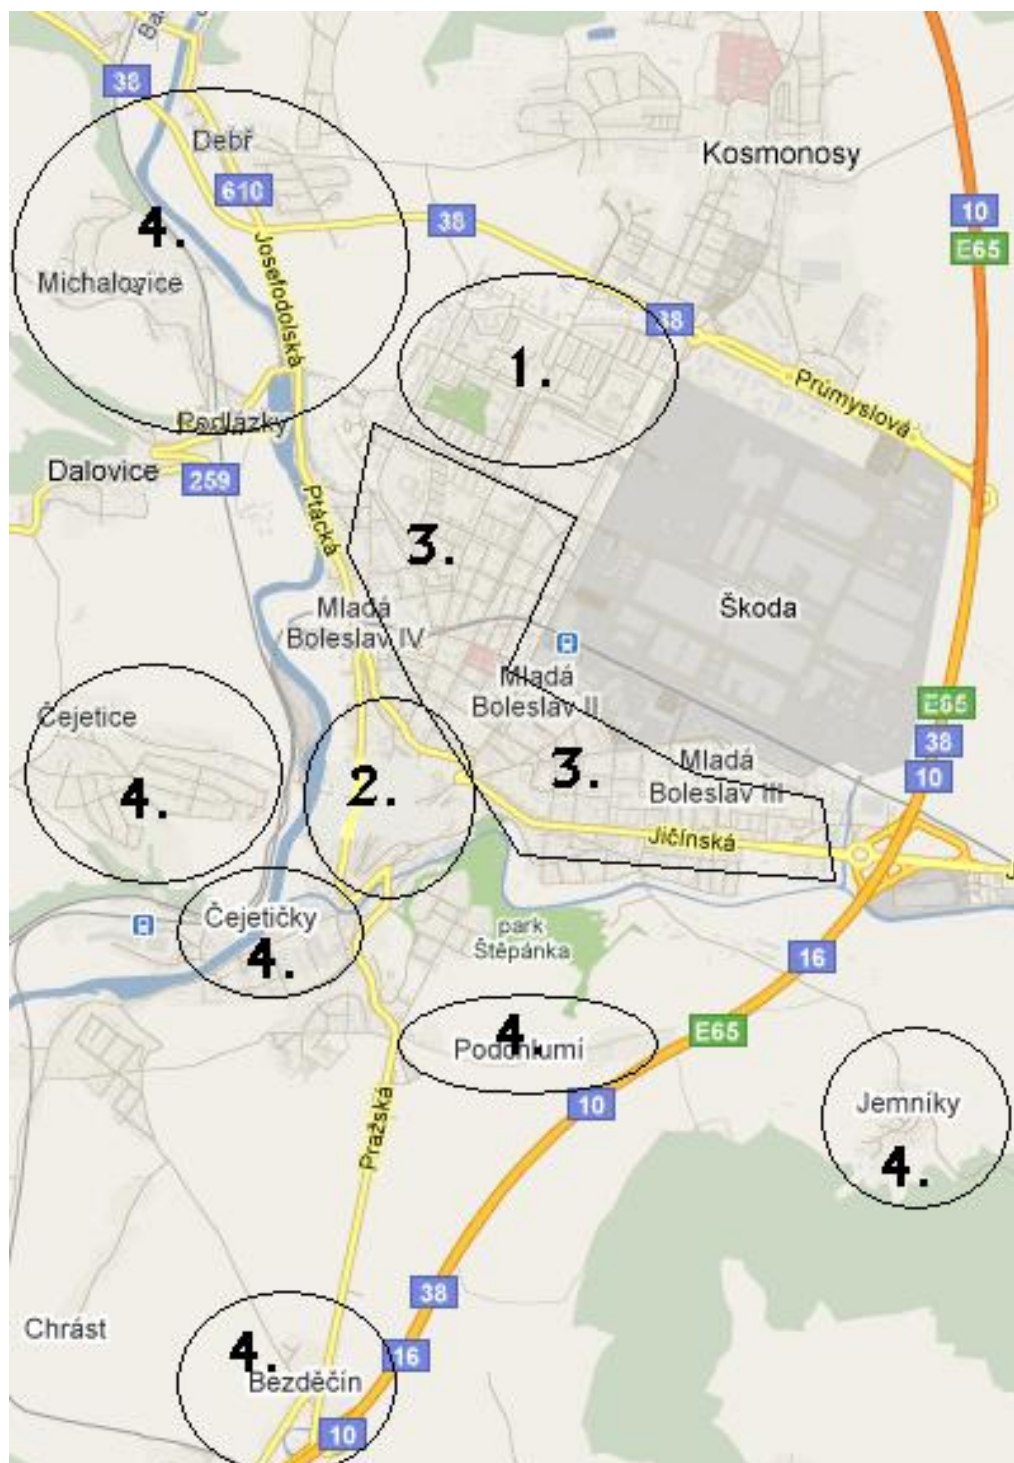 38
Debř
610
Kosmonosy
10
E65
38
4.
Josefodolská
Michalovice
38
1.
Průmyslová
Podlázky
Dalovice
259
Ptácká
3.
Mladá
Boleslav IV
Škoda
Mladá
Boleslav II
E65
38
10
Čejetice
4.
2.
3.
Mladá
Boleslav III
Jičínská
Čejetičky
4.
park
Štěpánka
16
E65
4.
Podchlumí
10
Jemníky
4.
Pražská
38
Chrást
4.
16
Bezděčín
10